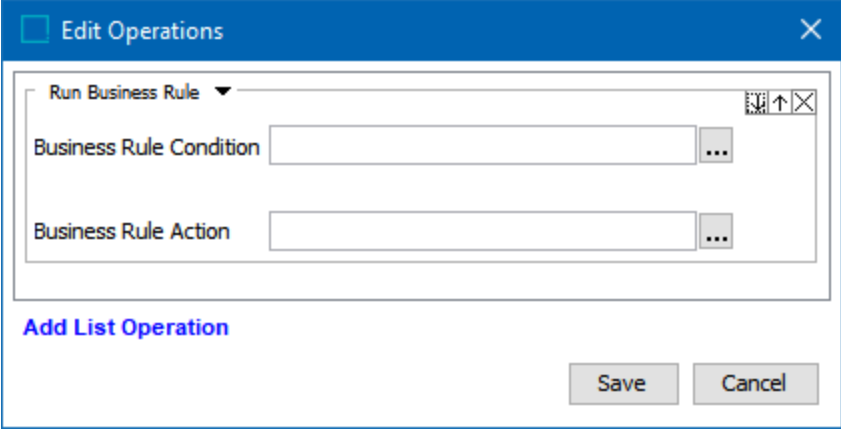 Edit Operations
Run Business Rule
Business Rule Condition
...
Business Rule Action
...
Add List Operation
Save
Cancel